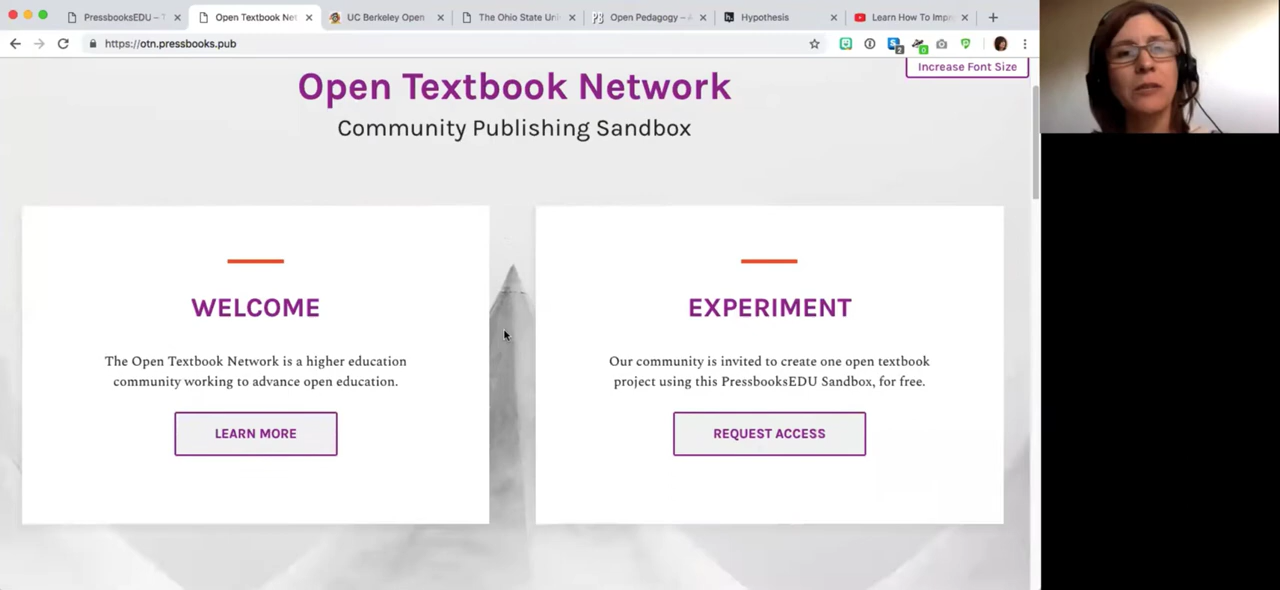 PressbooksEDU – T
Open Textbook Net
UC Berkeley Open
The Ohio State Uni
Open Pedagogy – A
Hypothesis
Learn How To Impr
https://otn.pressbooks.pub
Increase Font Size
Open Textbook Network
Community Publishing Sandbox
WELCOME
The Open Textbook Network is a higher education
community working to advance open education.
LEARN MORE
EXPERIMENT
Our community is invited to create one open textbook
project using this PressbooksEDU Sandbox, for free.
REQUEST ACCESS